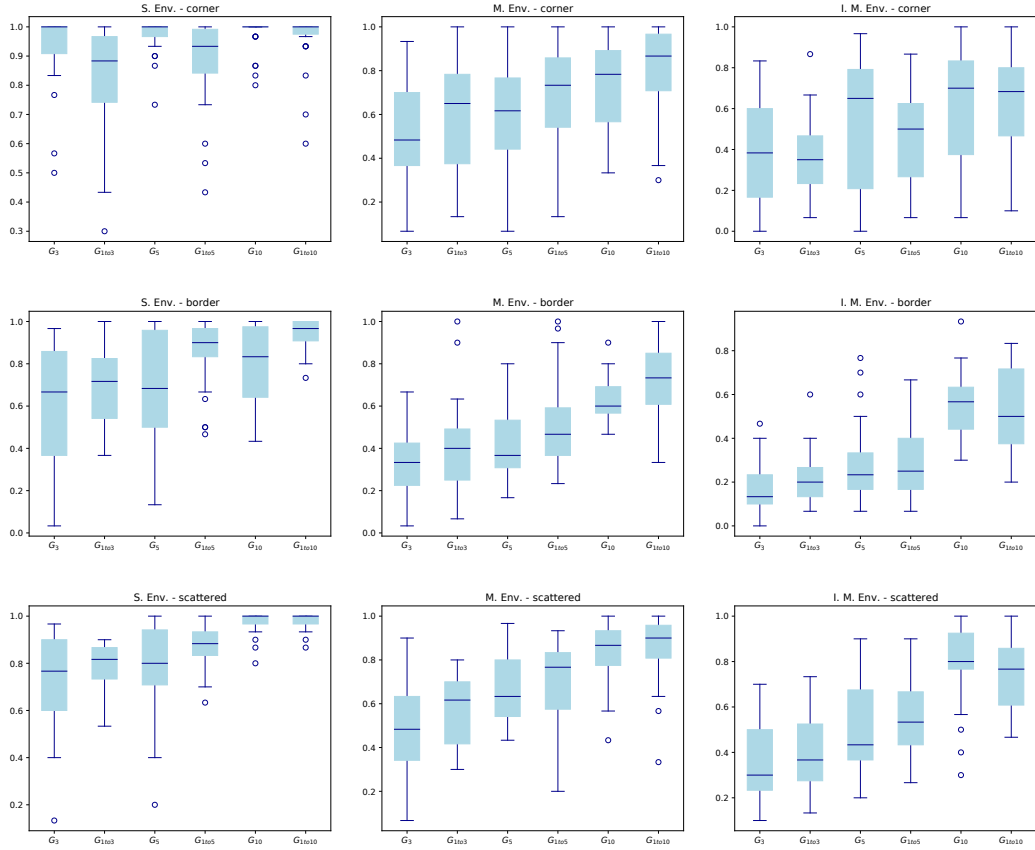 S. Env. - corner
1.0
0.9
0.8
0.7
0.6
0.5
0.4
0.3
G3 G1to3 G5 G1to5 G10 G1to10
M. Env. - corner
1.0
0.8
0.6
0.4
0.2
G3 G1to3 G5 G1to5 G10 G1to10
I. M. Env. - corner
1.0
0.8
0.6
0.4
0.2
0.0
G3 G1to3 G5 G1to5 G10 G1to10
S. Env. - border
1.0
0.8
0.6
0.4
0.2
0.0
G3 G1to3 G5 G1to5 G10 G1to10
M. Env. - border
1.0
0.8
0.6
0.4
0.2
0.0
G3 G1to3 G5 G1to5 G10 G1to10
I. M. Env. - border
0.8
0.6
0.4
0.2
0.0
G3 G1to3 G5 G1to5 G10 G1to10
S. Env. - scattered
1.0
0.8
0.6
0.4
0.2
G3 G1to3 G5 G1to5 G10 G1to10
M. Env. - scattered
1.0
0.8
0.6
0.4
0.2
G3 G1to3 G5 G1to5 G10 G1to10
I. M. Env. - scattered
1.0
0.8
0.6
0.4
0.2
G3 G1to3 G5 G1to5 G10 G1to10